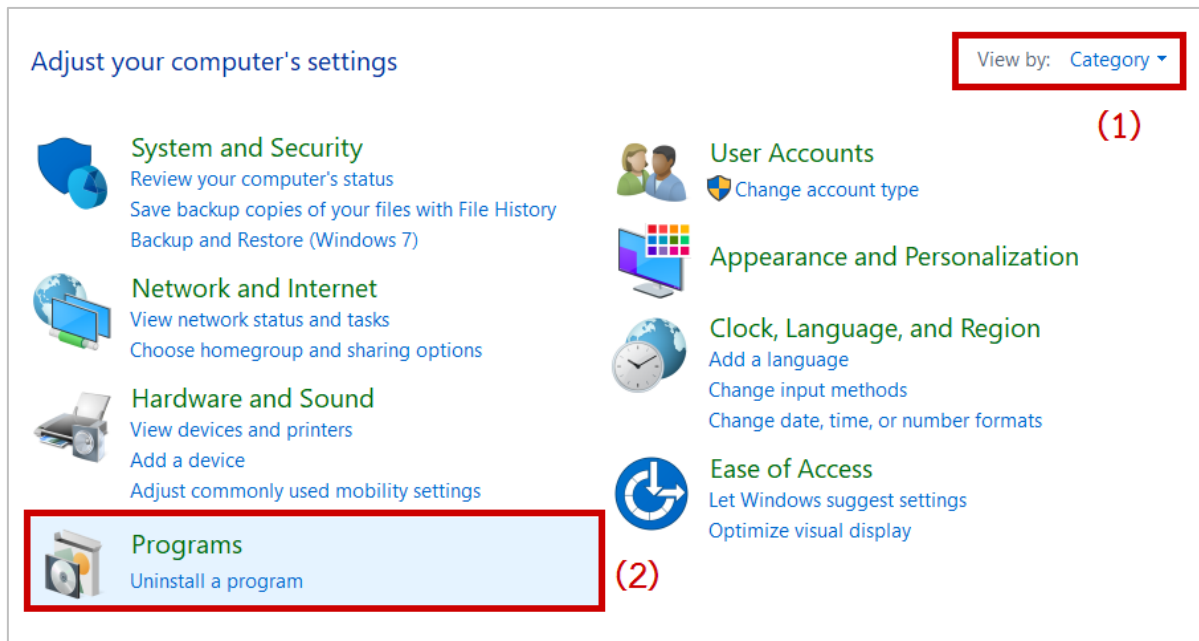 Adjust your computer's settings
View by: Category
(1)
System and Security
Review your computer's status
Save backup copies of your files with File History
Backup and Restore (Windows 7)
Network and Internet
View network status and tasks
Choose homegroup and sharing options
Hardware and Sound
View devices and printers
Add a device
Adjust commonly used mobility settings
Programs
Uninstall a program
(2)
User Accounts
Change account type
Appearance and Personalization
Clock, Language, and Region
Add a language
Change input methods
Change date, time, or number formats
Ease of Access
Let Windows suggest settings
Optimize visual display